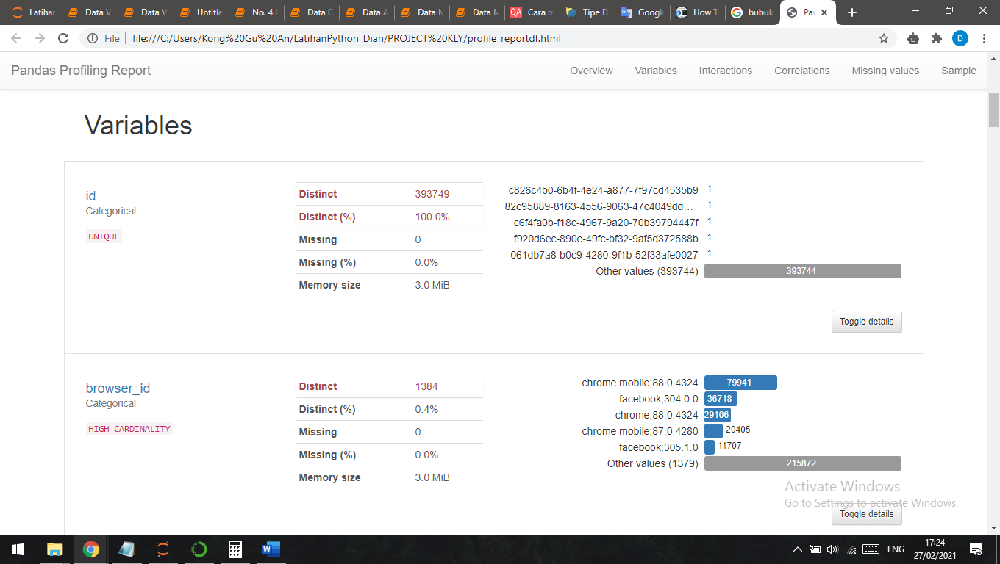 Latihar
Data V
Data V
Untitle
No. 4
Data C
Data A
Data M
Data M
QA Cara m
Tipe D
Google
How T
bubuk
Pa
File file:///C:/Users/Kong%20Gu%20An/LatihanPython_Dian/PROJECT%20KLY/profile_reportdf.html
D
Pandas Profiling Report
Overview Variables Interactions Correlations Missing values Sample
Variables
id
Categorical
UNIQUE
Distinct 393749
Distinct (%) 100.0%
Missing 0
Missing (%) 0.0%
Memory size 3.0 MiB
c826c4b0-6b4f-4e24-a877-7f97cd4535b9 1
82c95889-8163-4556-9063-47c4049dd... 1
c6f4fa0b-f18c-4967-9a20-70b39794447f 1
f920d6ec-890e-49fc-bf32-9af5d372588b 1
061db7a8-b0c9-4280-9f1b-52f33afe0027 1
Other values (393744) 393744
Toggle details
browser_id
Categorical
HIGH CARDINALITY
Distinct 1384
Distinct (%) 0.4%
Missing 0
Missing (%) 0.0%
Memory size 3.0 MiB
chrome mobile;88.0.4324 79941
facebook;304.0.0 36718
chrome;88.0.4324 29106
chrome mobile;87.0.4280 20405
facebook;305.1.0 11707
Other values (1379) 215872
Activate Windows
Go to Settings to activate Windows.
Toggle details
ENG
17:24
27/02/2021